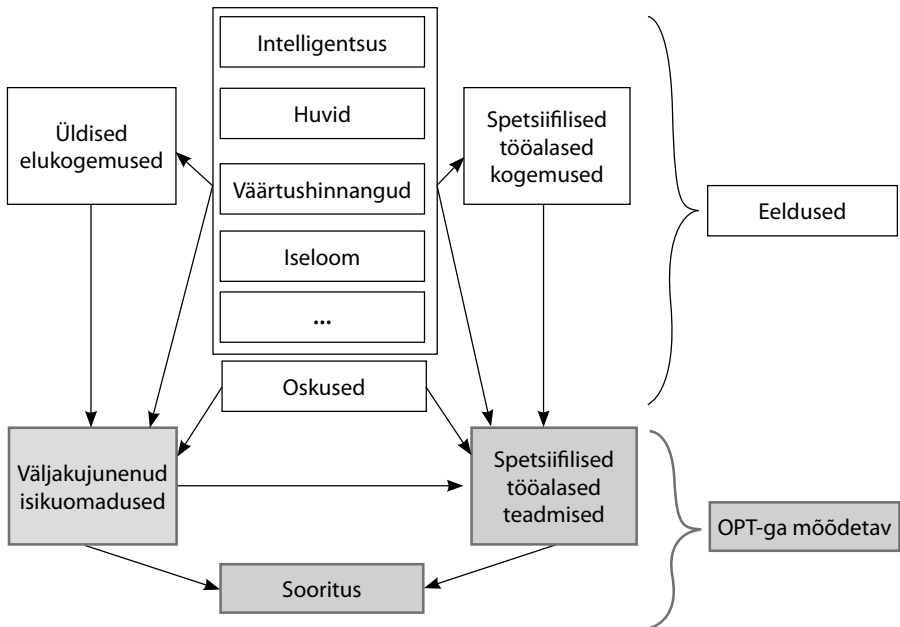 Intelligentsus
Huvid
Väärtushinnangud
Iseloom
...
Oskused
Üldised
elukogemused
Spetsiifilised
tööalased
kogemused
Eeldused
Väljakujunenud
isikuomadused
Spetsiifilised
tööalased
teadmised
OPT-ga mõõdetav
Sooritus